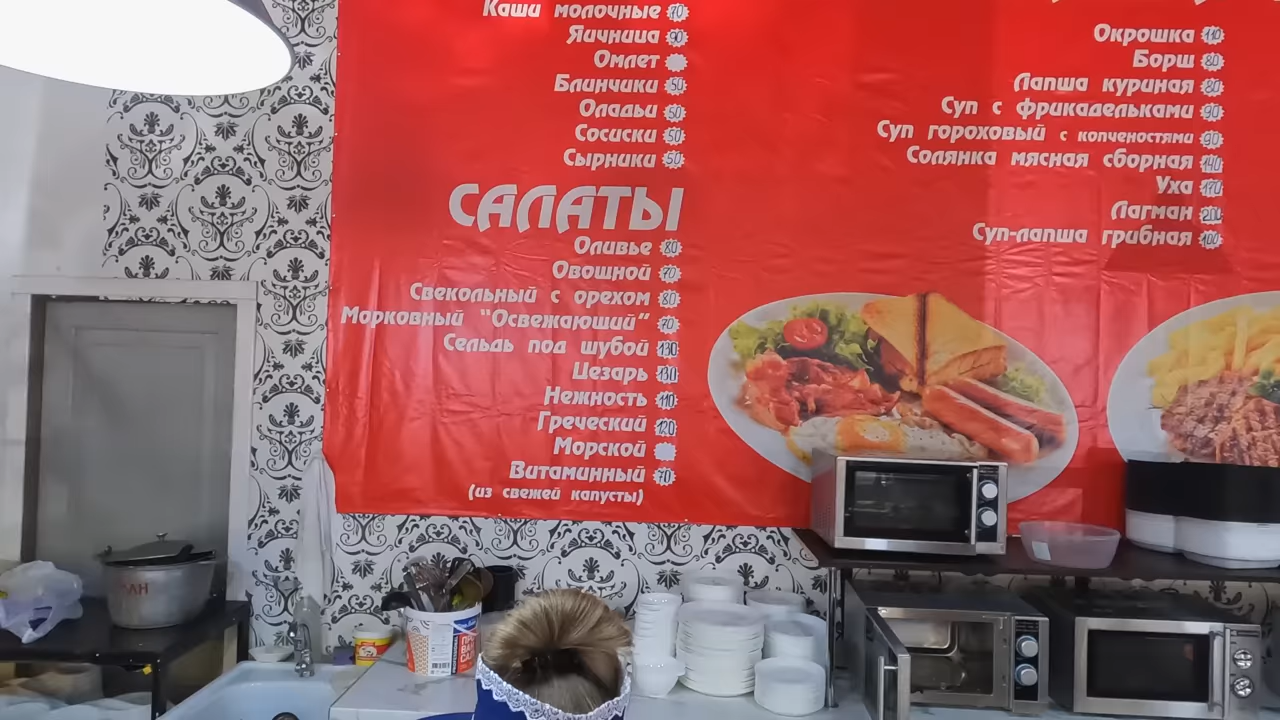 Каши молочные 70
Яичница 90
Омлет
Блинчики 50
Оладьи 50
Сосиски 50
Сырники 50
САЛАТЫ
Оливье 80
Овощной 70
Свекольный с орехом 80
Морковный "Освежающий" 70
Сельдь под шубой 130
Цезарь 130
Нежность 110
Греческий 120
Морской
Витаминный 70
(из свежей капусты)
Окрошка 110
Борщ 80
Лапша куриная 80
Суп с фрикадельками 90
Суп гороховый с копченостями 90
Солянка мясная сборная 140
Уха 170
Лагман 200
Суп-лапша грибная 100